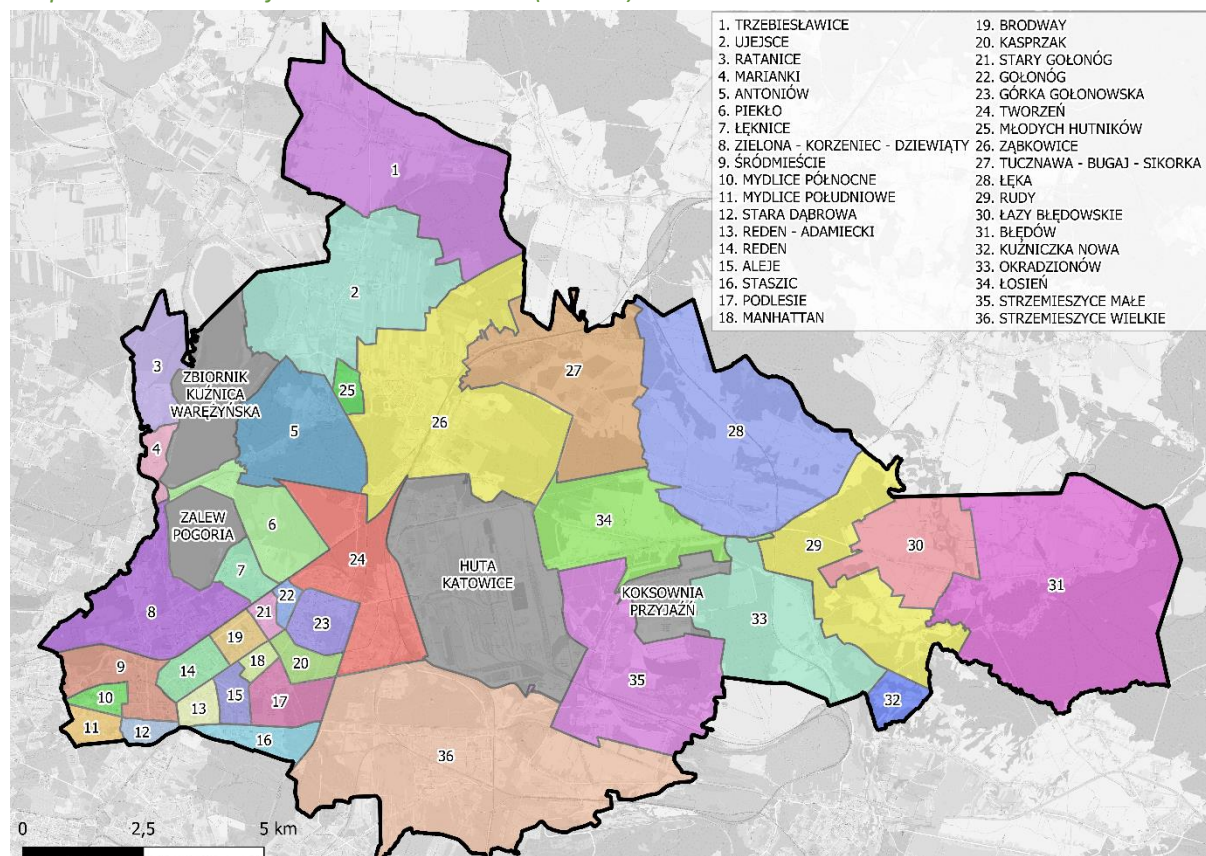 1. TRZEBIESŁAWICE
2. UJEJSCE
3. RATANICE
4. MARIANKI
5. ANTONIÓW
6. PIEKŁO
7. ŁĘKNICE
8. ZIELONA - KORZENIEC - DZIEWIĄTY
9. ŚRÓDMIEŚCIE
10. MYDLICE PÓŁNOCNE
11. MYDLICE POŁUDNIOWE
12. STARA DĄBROWA
13. REDEN - ADAMIECKI
14. REDEN
15. ALEJE
16. STASZIC
17. PODLESIE
18. MANHATTAN
19. BRODWAY
20. KASPRZAK
21. STARY GOŁONÓG
22. GOŁONÓG
23. GÓRKA GOŁONOWSKA
24. TWORZEŃ
25. MŁODYCH HUTNIKÓW
26. ZĄBKOWICE
27. TUCZNAWA - BUGAJ - SIKORKA
28. ŁĘKA
29. RUDY
30. ŁAZY BŁĘDOWSKIE
31. BŁĘDÓW
32. KUŹNICZKA NOWA
33. OKRADZIONÓW
34. ŁOSIEŃ
35. STRZEMIESZYCE MAŁE
36. STRZEMIESZYCE WIELKIE
1
2
3
ZBIORNIK
KUŹNICA
WARĘŻYŃSKA
25
27
26
5
28
4
ZALEW
POGORIA
6
34
24
HUTA
KATOWICE
29
30
31
7
KOKSOWNIA
PRZYJAŹŃ
8
22
21
23
33
19
18
20
9
14
35
10
13
15
17
32
11
12
16
36
0
2,5
5 km